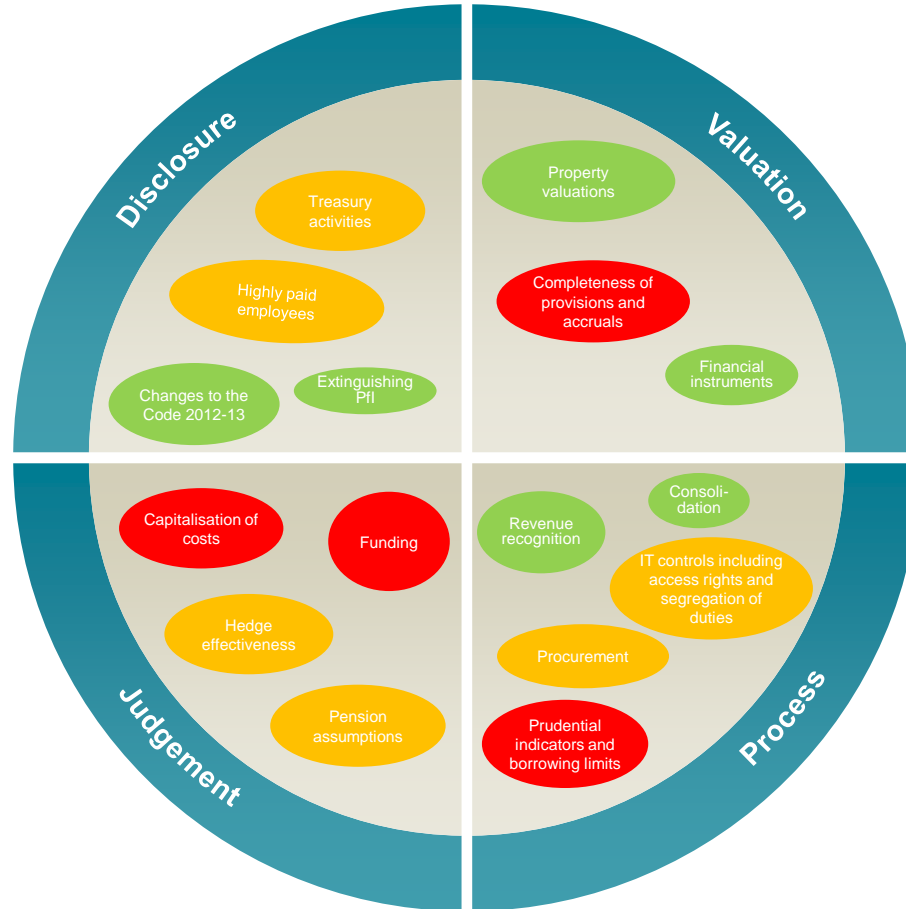 Disclosure
Treasury
activities
Highly paid
employees
Changes to the
Code 2012-13
Extinguishing
PfI
Valuation
Property
valuations
Completeness of
provisions and
accruals
Financial
instruments
Judgement
Capitalisation of
costs
Funding
Hedge
effectiveness
Pension
assumptions
Process
Consoli-
dation
Revenue
recognition
IT controls including
access rights and
segregation of
duties
Procurement
Prudential
indicators and
borrowing limits